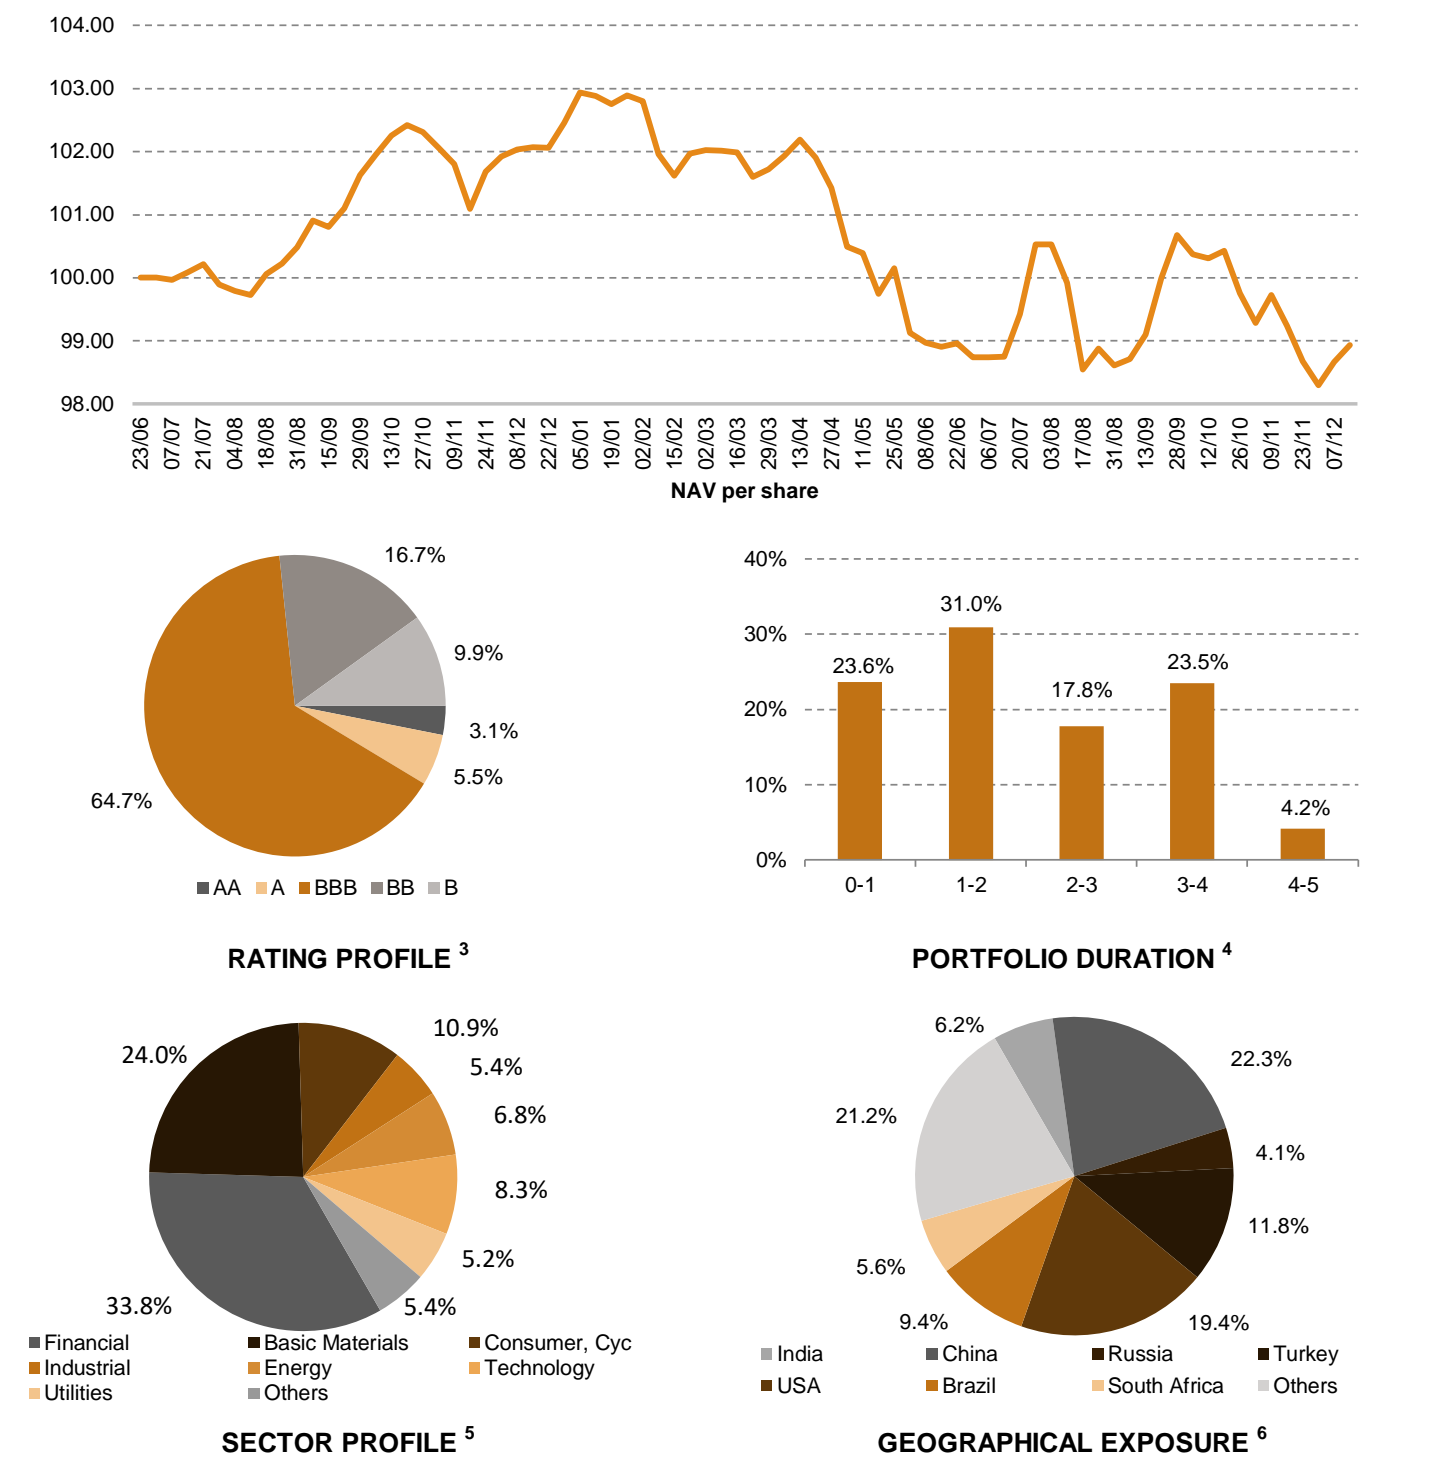 104.00
103.00
102.00
101.00
100.00
99.00
98.00
23/06 07/07 21/07 04/08 18/08 31/08 15/09 29/09 13/10 27/10 09/11 24/11 08/12 22/12 05/01 19/01 02/02 15/02 02/03 16/03 29/03 13/04 27/04 11/05 25/05 08/06 22/06 06/07 20/07 03/08 17/08 31/08 13/09 28/09 12/10 26/10 09/11 23/11 07/12
NAV per share
16.7%
9.9%
3.1%
5.5%
64.7%
AA A BBB BB B
RATING PROFILE 3
40%
30%
20%
10%
0%
23.6%
31.0%
17.8%
23.5%
4.2%
0-1 1-2 2-3 3-4 4-5
PORTFOLIO DURATION 4
24.0%
10.9%
5.4%
6.8%
8.3%
5.2%
5.4%
33.8%
Financial Basic Materials Consumer, Cyc
Industrial Energy Technology
Utilities Others
SECTOR PROFILE 5
6.2%
22.3%
4.1%
11.8%
19.4%
9.4%
5.6%
21.2%
India China Russia Turkey
USA Brazil South Africa Others
GEOGRAPHICAL EXPOSURE 6